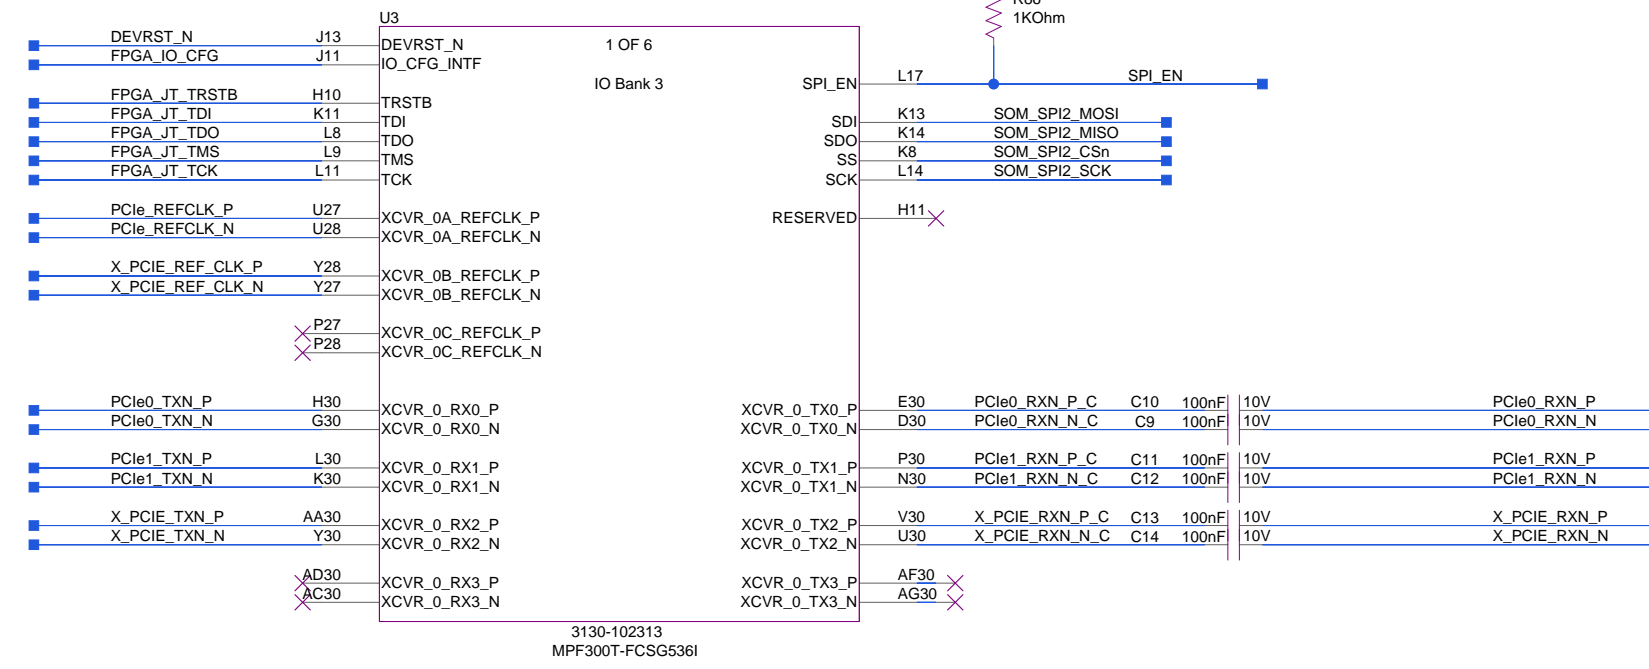 1KOhm
U3
DEVRST_N J13 DEVRST_N 1 OF 6
FPGA_IO_CFG J11 IO_CFG_INTF
IO Bank 3 SPI_EN L17 SPI_EN
FPGA_JT_TRSTB H10 TRSTB
FPGA_JT_TDI K11 TDI SDI K13 SOM_SPI2_MOSI
FPGA_JT_TDO L8 TDO SDO K14 SOM_SPI2_MISO
FPGA_JT_TMS L9 TMS SS K8 SOM_SPI2_CSn
FPGA_JT_TCK L11 TCK SCK L14 SOM_SPI2_SCK
PCIe_REFCLK_P U27 XCVR_0A_REFCLK_P RESERVED H11
PCIe_REFCLK_N U28 XCVR_0A_REFCLK_N
X_PCIE_REF_CLK_P Y28 XCVR_0B_REFCLK_P
X_PCIE_REF_CLK_N Y27 XCVR_0B_REFCLK_N
P27 XCVR_0C_REFCLK_P
P28 XCVR_0C_REFCLK_N
PCIe0_TXN_P H30 XCVR_0_RX0_P XCVR_0_TX0_P E30 PCIe0_RXN_P_C C10 100nF 10V PCIe0_RXN_P
PCIe0_TXN_N G30 XCVR_0_RX0_N XCVR_0_TX0_N D30 PCIe0_RXN_N_C C9 100nF 10V PCIe0_RXN_N
PCIe1_TXN_P L30 XCVR_0_RX1_P XCVR_0_TX1_P P30 PCIe1_RXN_P_C C11 100nF 10V PCIe1_RXN_P
PCIe1_TXN_N K30 XCVR_0_RX1_N XCVR_0_TX1_N N30 PCIe1_RXN_N_C C12 100nF 10V PCIe1_RXN_N
X_PCIE_TXN_P AA30 XCVR_0_RX2_P XCVR_0_TX2_P V30 X_PCIE_RXN_P_C C13 100nF 10V X_PCIE_RXN_P
X_PCIE_TXN_N Y30 XCVR_0_RX2_N XCVR_0_TX2_N U30 X_PCIE_RXN_N_C C14 100nF 10V X_PCIE_RXN_N
AD30 XCVR_0_RX3_P XCVR_0_TX3_P AF30
AC30 XCVR_0_RX3_N XCVR_0_TX3_N AG30
3130-102313
MPF300T-FCSG536I